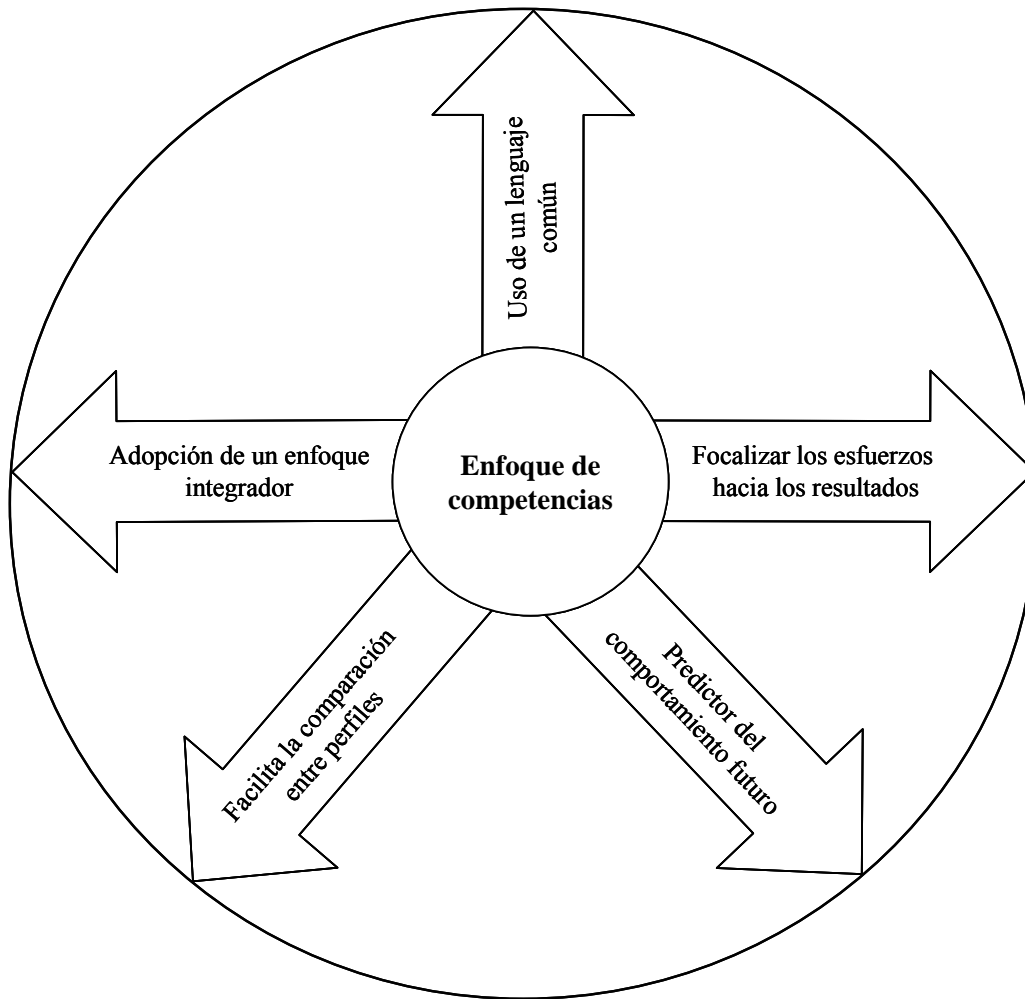 Uso de un lenguaje
común
Adopción de un enfoque
integrador
Enfoque de
competencias
Focalizar los esfuerzos
hacia los resultados
Facilita la comparación
entre perfiles
Predictor del
comportamiento futuro